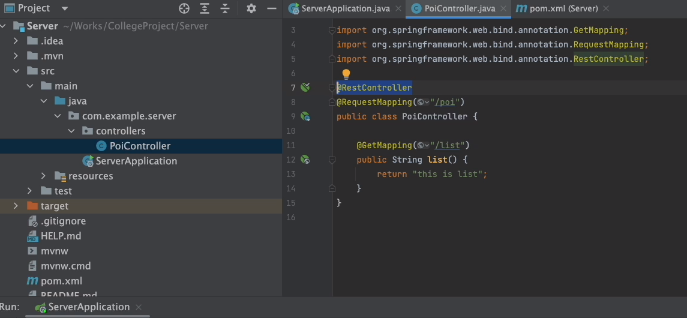 Project
ServerApplication.java
PoiController.java
pom.xml (Server)
Server ~/Works/CollegeProject/Server
.idea
.mvn
src
main
java
com.example.server
controllers
PoiController
ServerApplication
resources
test
target
.gitignore
HELP.md
mvnw
mvnw.cmd
pom.xml
README.md
3 import org.springframework.web.bind.annotation.GetMapping;
4 import org.springframework.web.bind.annotation.RequestMapping;
5 import org.springframework.web.bind.annotation.RestController;
6
7 @RestController
8 @RequestMapping("/poi")
9 public class PoiController {
10
11 @GetMapping("/list")
12 public String list() {
13 return "this is list";
14 }
15 }
16
Run: ServerApplication